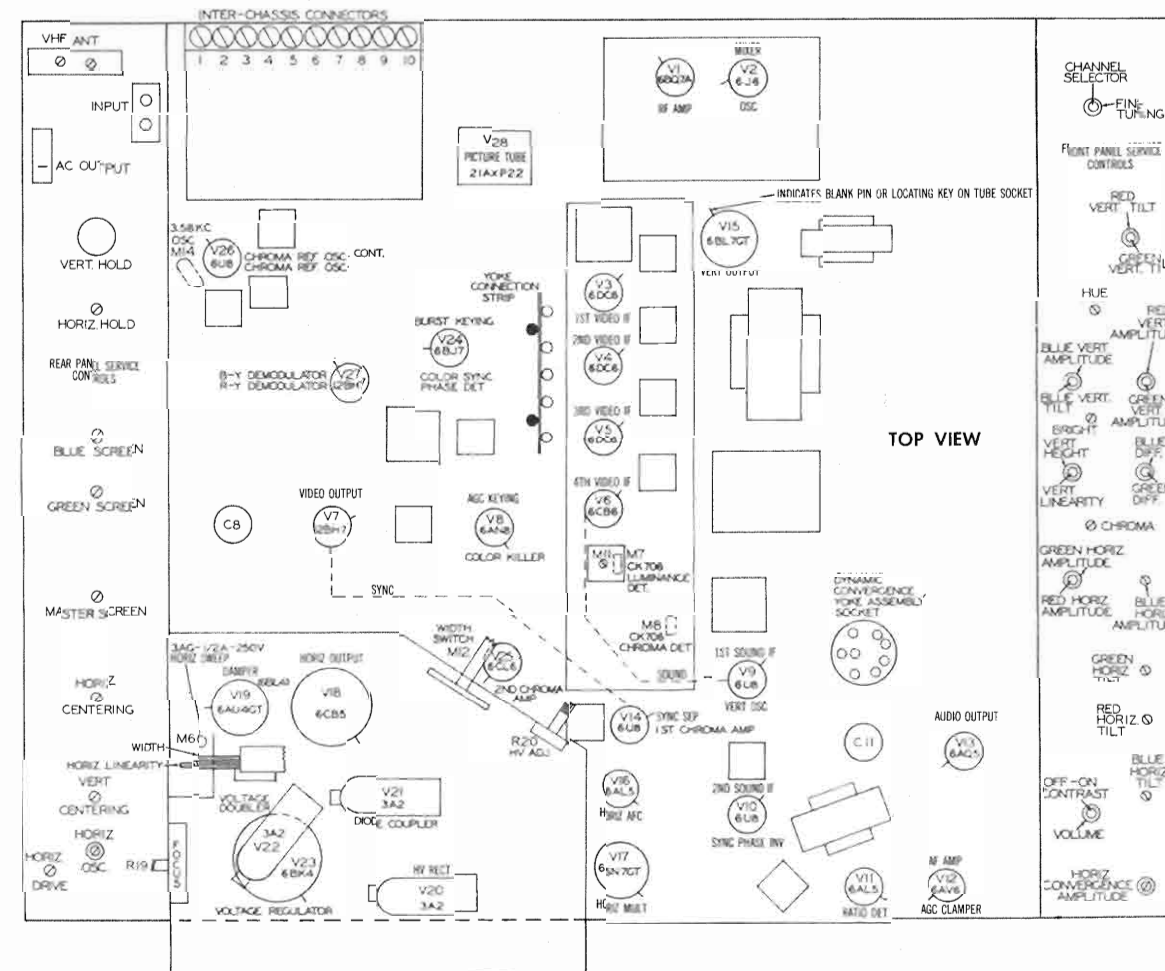 INTER-CHASSIS CONNECTORS
1 2 3 4 5 6 7 8 9 10
VHF ANT
INPUT
AC OUTPUT
VERT. HOLD
HORIZ. HOLD
REAR PANEL SERVICE
CONTROLS
BLUE SCREEN
GREEN SCREEN
MASTER SCREEN
HORIZ
CENTERING
WIDTH
HORIZ LINEARITY
VERT
CENTERING
HORIZ
OSC
HORIZ
DRIVE
R19
FOCUS
V28
PICTURE TUBE
21AXP22
MIXER
V1
6BQ7A
RF AMP
V2
6J6
OSC
INDICATES BLANK PIN OR LOCATING KEY ON TUBE SOCKET
V15
6BL7GT
VERT OUTPUT
3.58KC
OSC
M14
V26
6U8
CHROMA REF OSC. CONT.
CHROMA REF OSC.
YOKE
CONNECTION
STRIP
BURST KEYING
V24
6BJ7
COLOR SYNC
PHASE DET
B-Y DEMODULATOR
R-Y DEMODULATOR
V27
12BH7
V3
6DC6
1ST VIDEO IF
2ND VIDEO IF
V4
6DC6
3RD VIDEO IF
V5
6DC6
4TH VIDEO IF
V6
6CB6
TOP VIEW
C8
VIDEO OUTPUT
V7
12BH7
AGC KEYING
V8
6AN8
COLOR KILLER
M11
M7
CK706
LUMINANCE
DET.
M8
CK706
CHROMA DET
SYNC
SOUND
DYNAMIC
CONVERGENCE
YOKE ASSEMBLY
SOCKET
3AG-1/2A-250V
HORIZ SWEEP
DAMPER
(6BL4)
V19
6AU4GT
HORIZ OUTPUT
V18
6CB5
M6
WIDTH
SWITCH
M12
V25
6CL6
2ND CHROMA
AMP
R20
HV ADJ
V14
6U8
SYNC SEP
1ST CHROMA AMP
1ST SOUND IF
V9
6U8
VERT OSC
C11
AUDIO OUTPUT
V13
6AQ5
V16
6AL5
HORIZ AFC
2ND SOUND IF
V10
6U8
SYNC PHASE INV
V17
6SN7GT
HORIZ MULT
V11
6AL5
RATIO DET
AF AMP
V12
6AV6
AGC CLAMPER
VOLTAGE
DOUBLER
3A2
V22
V23
6BK4
VOLTAGE REGULATOR
V21
3A2
DIODE COUPLER
HV RECT
V20
3A2
CHANNEL
SELECTOR
FINE
TUNING
FRONT PANEL SERVICE
CONTROLS
RED
VERT TILT
GREEN
VERT. TI
HUE
RED
VERT
AMPLITU
BLUE VERT
AMPLITUDE
BLUE VERT.
TILT
GREEN
VERT
AMPLITU
BRIGHT
VERT
HEIGHT
BLUE
DIFF.
VERT
LINEARITY
GREE
DIFF.
CHROMA
GREEN HORIZ
AMPLITUDE
RED HORIZ
AMPLITUDE
BLUE
HORIZ
AMPLITU
GREEN
HORIZ
TILT
RED
HORIZ.
TILT
BLUE
HORIZ
TILT
OFF-ON
CONTRAST
VOLUME
HORIZ
CONVERGENCE
AMPLITUDE